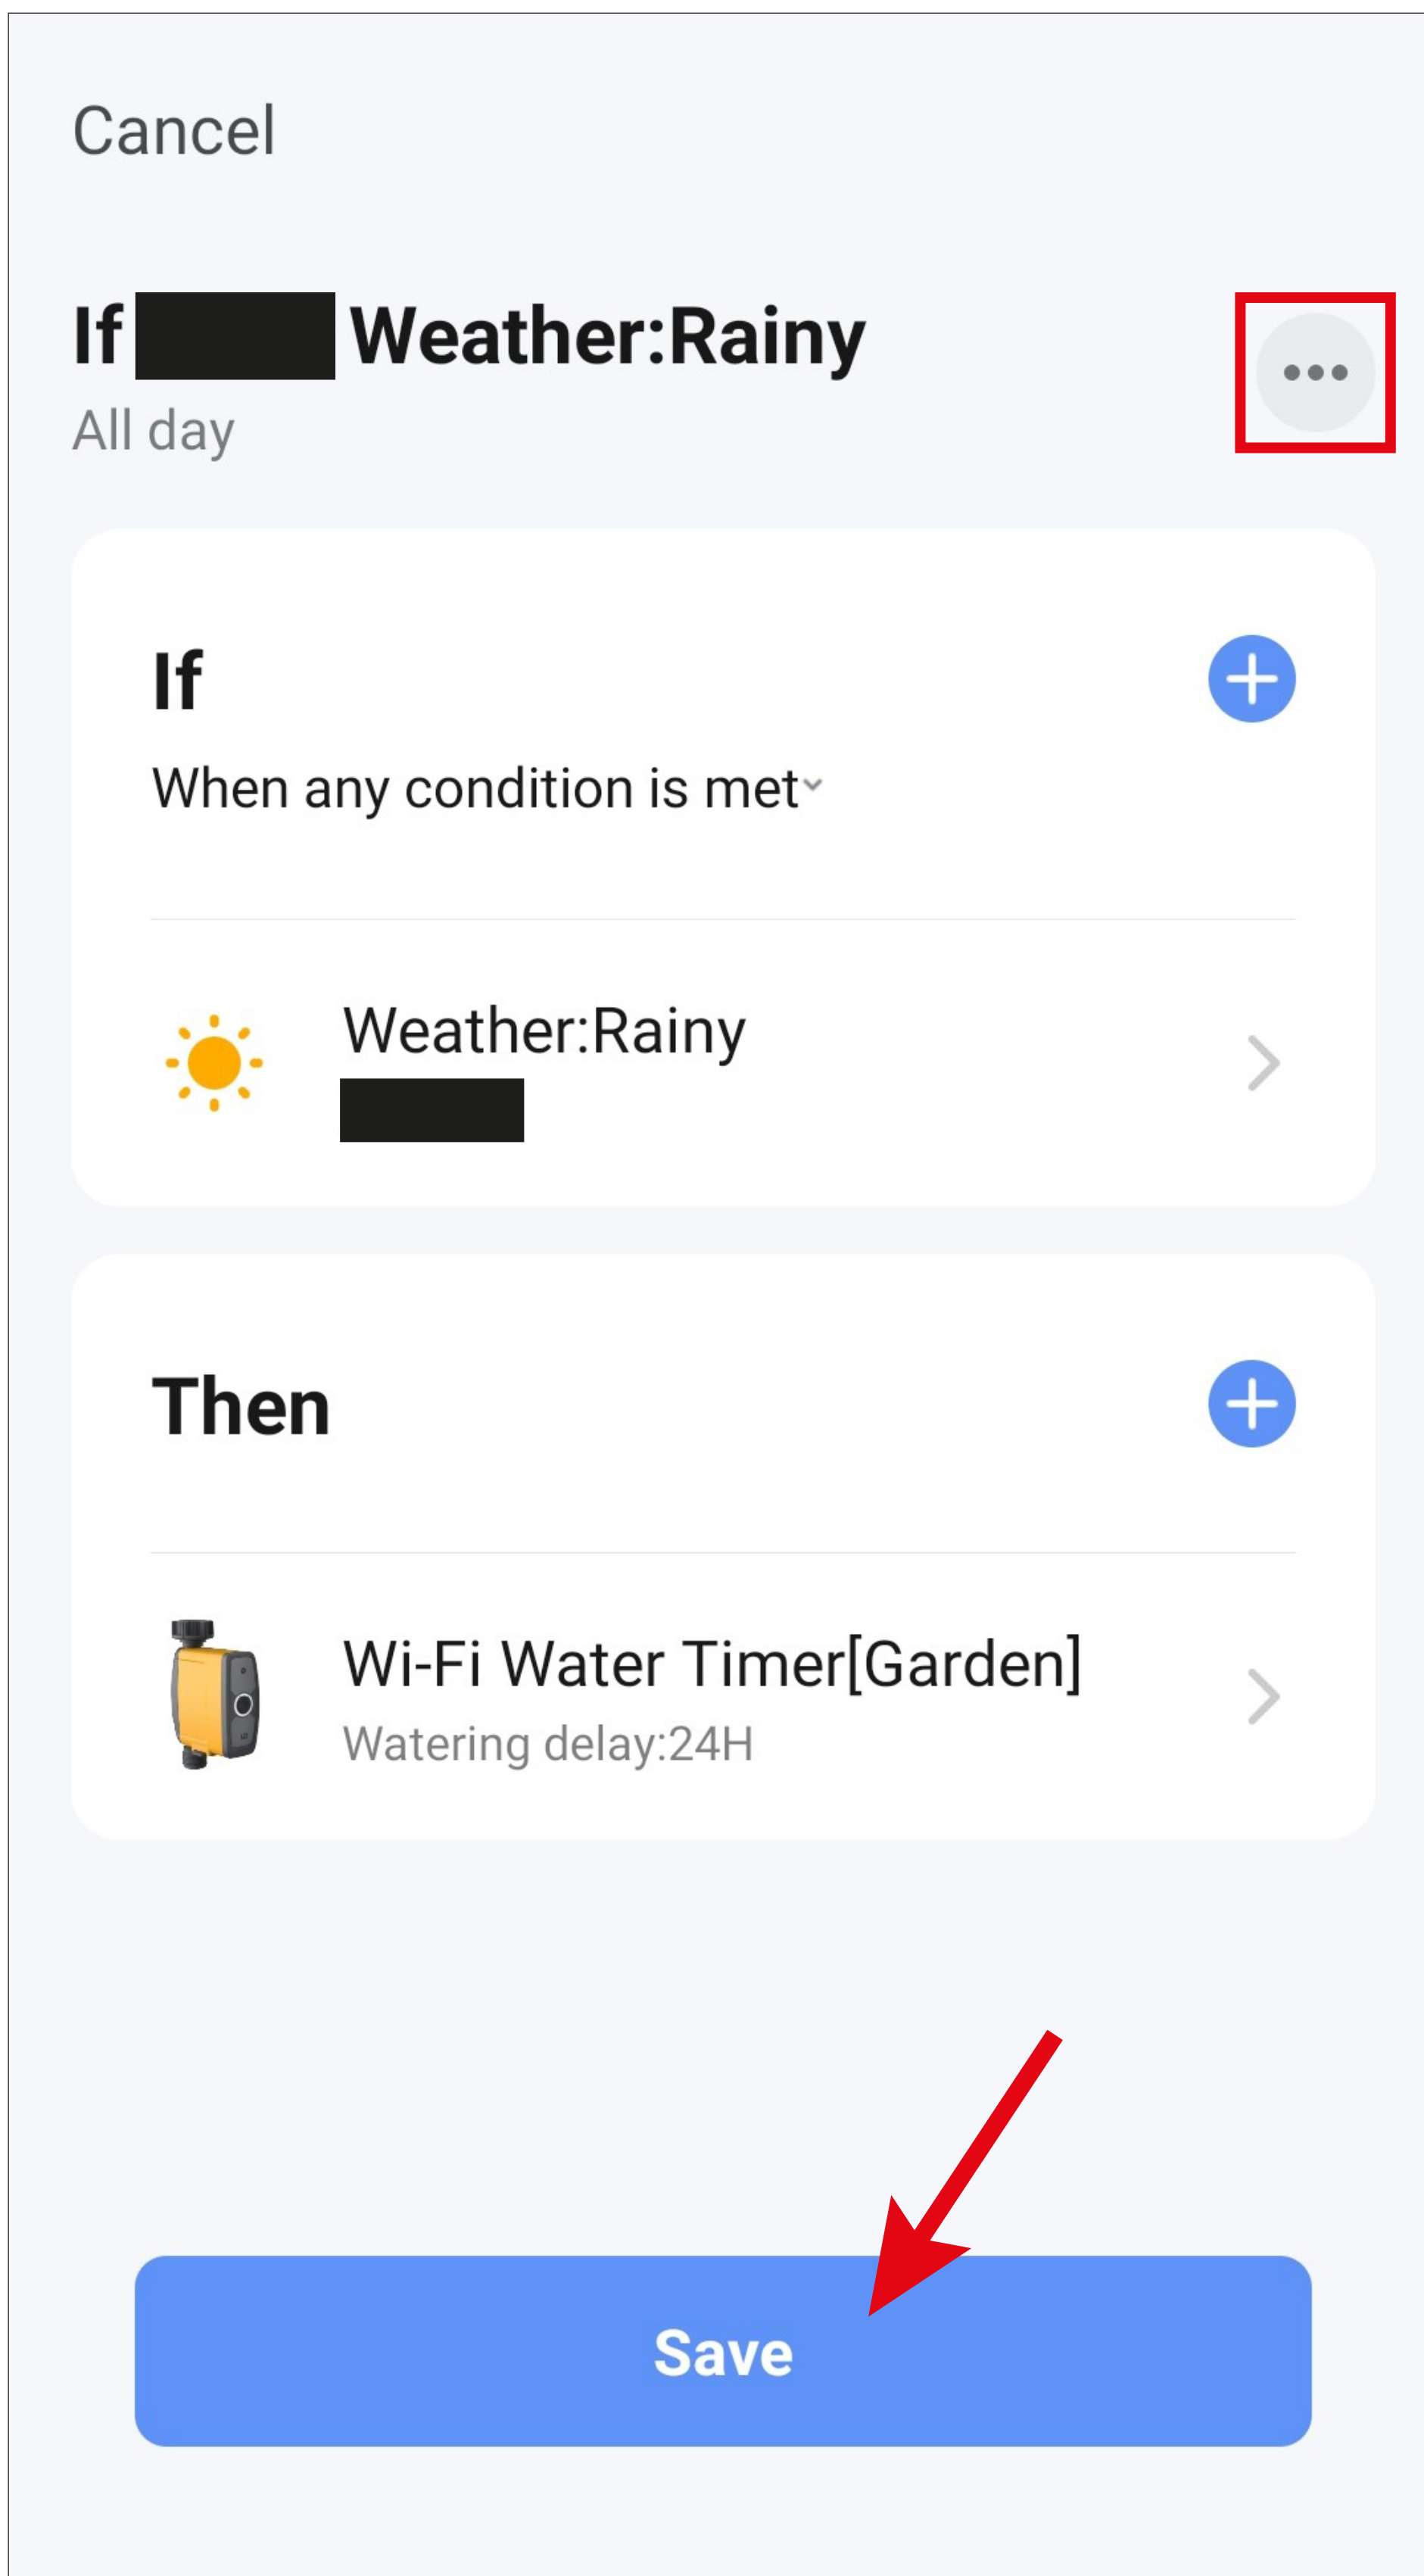 Cancel
If Weather:Rainy
All day
If
When any condition is met
Weather:Rainy
Then
Wi-Fi Water Timer[Garden]
Watering delay:24H
Save